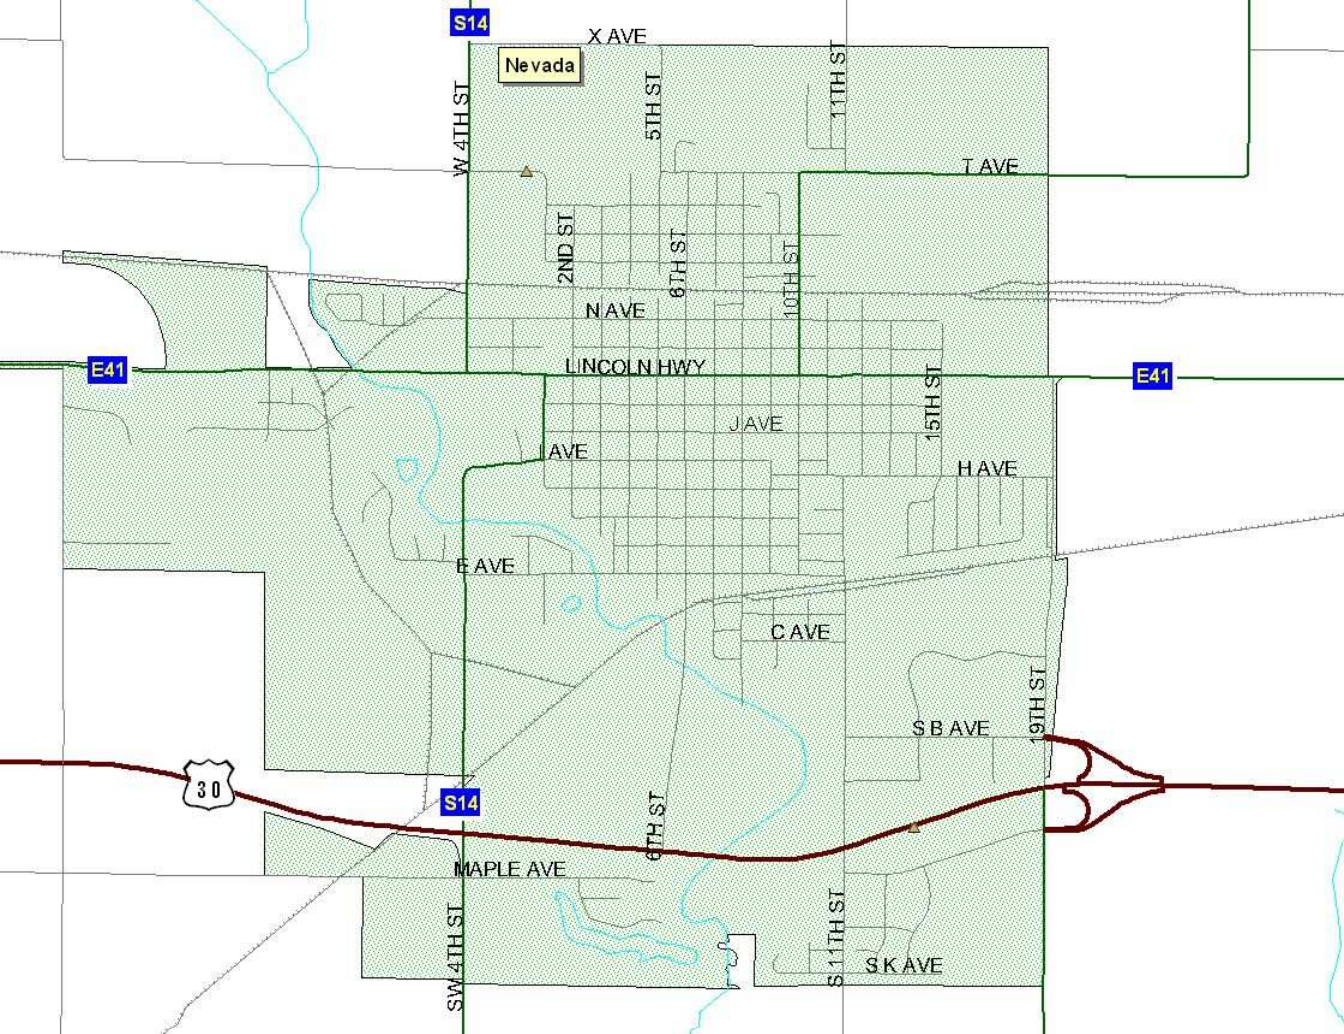 S14
X AVE
Nevada
W 4TH ST
5TH ST
11TH ST
T AVE
2ND ST
6TH ST
10TH ST
N AVE
LINCOLN HWY
E41
E41
15TH ST
J AVE
AVE
H AVE
E AVE
C AVE
19TH ST
S B AVE
30
S14
6TH ST
MAPLE AVE
SW 4TH ST
S 11TH ST
S K AVE